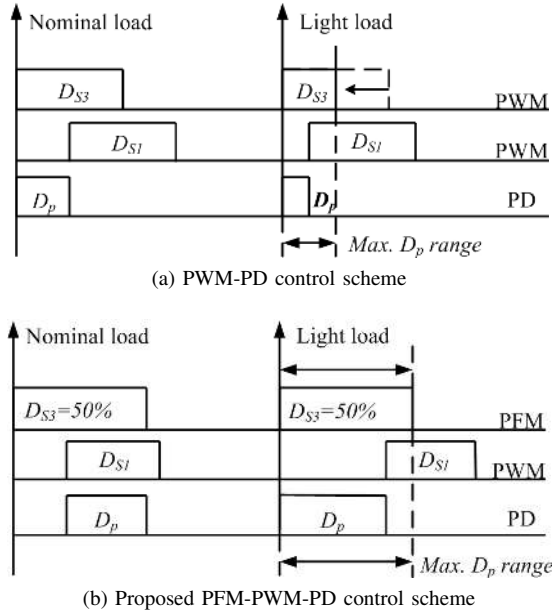 Nominal load Light load
D_S3 D_S3 PWM
D_S1 D_S1 PWM
D_p D_p PD
Max. D_p range
(a) PWM-PD control scheme
Nominal load Light load
D_S3=50% D_S3=50% PFM
D_S1 D_S1 PWM
D_p D_p PD
Max. D_p range
(b) Proposed PFM-PWM-PD control scheme